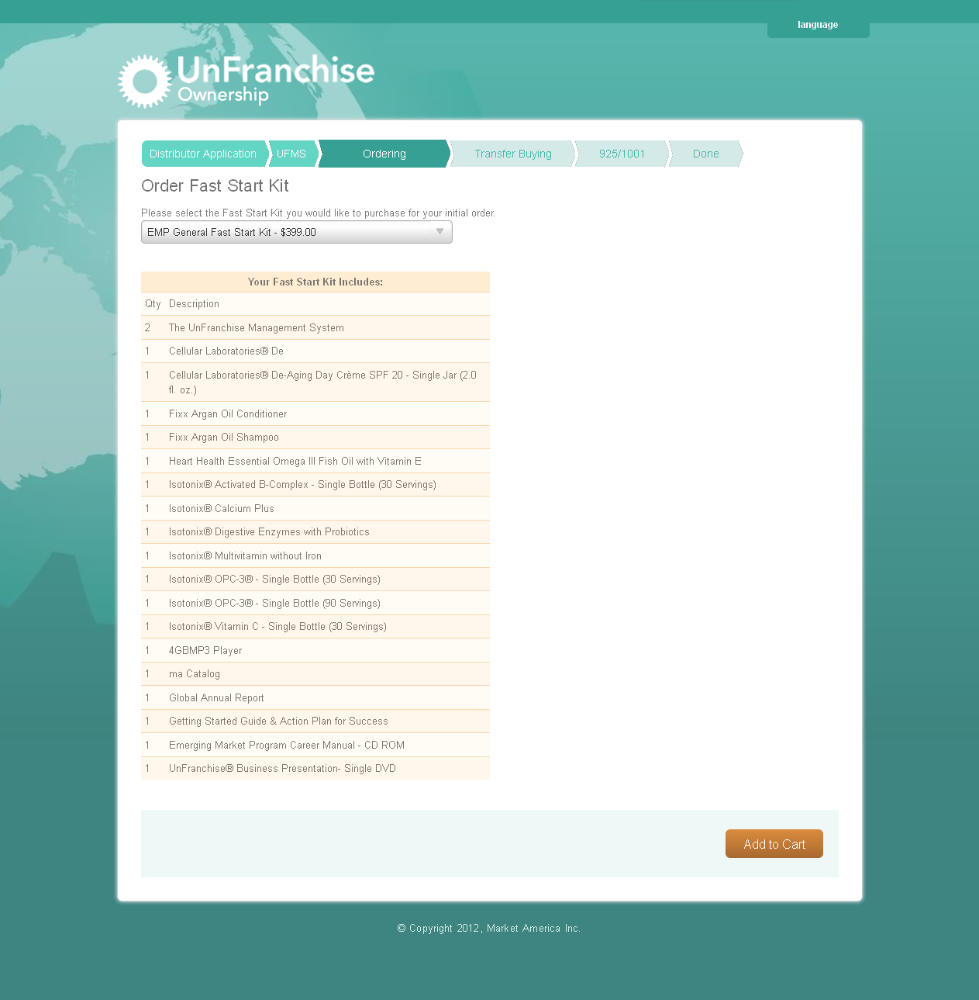 language
UnFranchise
Ownership
Distributor Application UFMS Ordering Transfer Buying 925/1001 Done
Order Fast Start Kit
Please select the Fast Start Kit you would like to purchase for your initial order.
EMP General Fast Start Kit - $399.00
Your Fast Start Kit Includes:
Qty Description
2 The UnFranchise Management System
1 Cellular Laboratories® De
1 Cellular Laboratories® De-Aging Day Crème SPF 20 - Single Jar (2.0
fl. oz.)
1 Fixx Argan Oil Conditioner
1 Fixx Argan Oil Shampoo
1 Heart Health Essential Omega III Fish Oil with Vitamin E
1 Isotonix® Activated B-Complex - Single Bottle (30 Servings)
1 Isotonix® Calcium Plus
1 Isotonix® Digestive Enzymes with Probiotics
1 Isotonix® Multivitamin without Iron
1 Isotonix® OPC-3® - Single Bottle (30 Servings)
1 Isotonix® OPC-3® - Single Bottle (90 Servings)
1 Isotonix® Vitamin C - Single Bottle (30 Servings)
1 4GBMP3 Player
1 ma Catalog
1 Global Annual Report
1 Getting Started Guide & Action Plan for Success
1 Emerging Market Program Career Manual - CD ROM
1 UnFranchise® Business Presentation- Single DVD
Add to Cart
© Copyright 2012, Market America Inc.